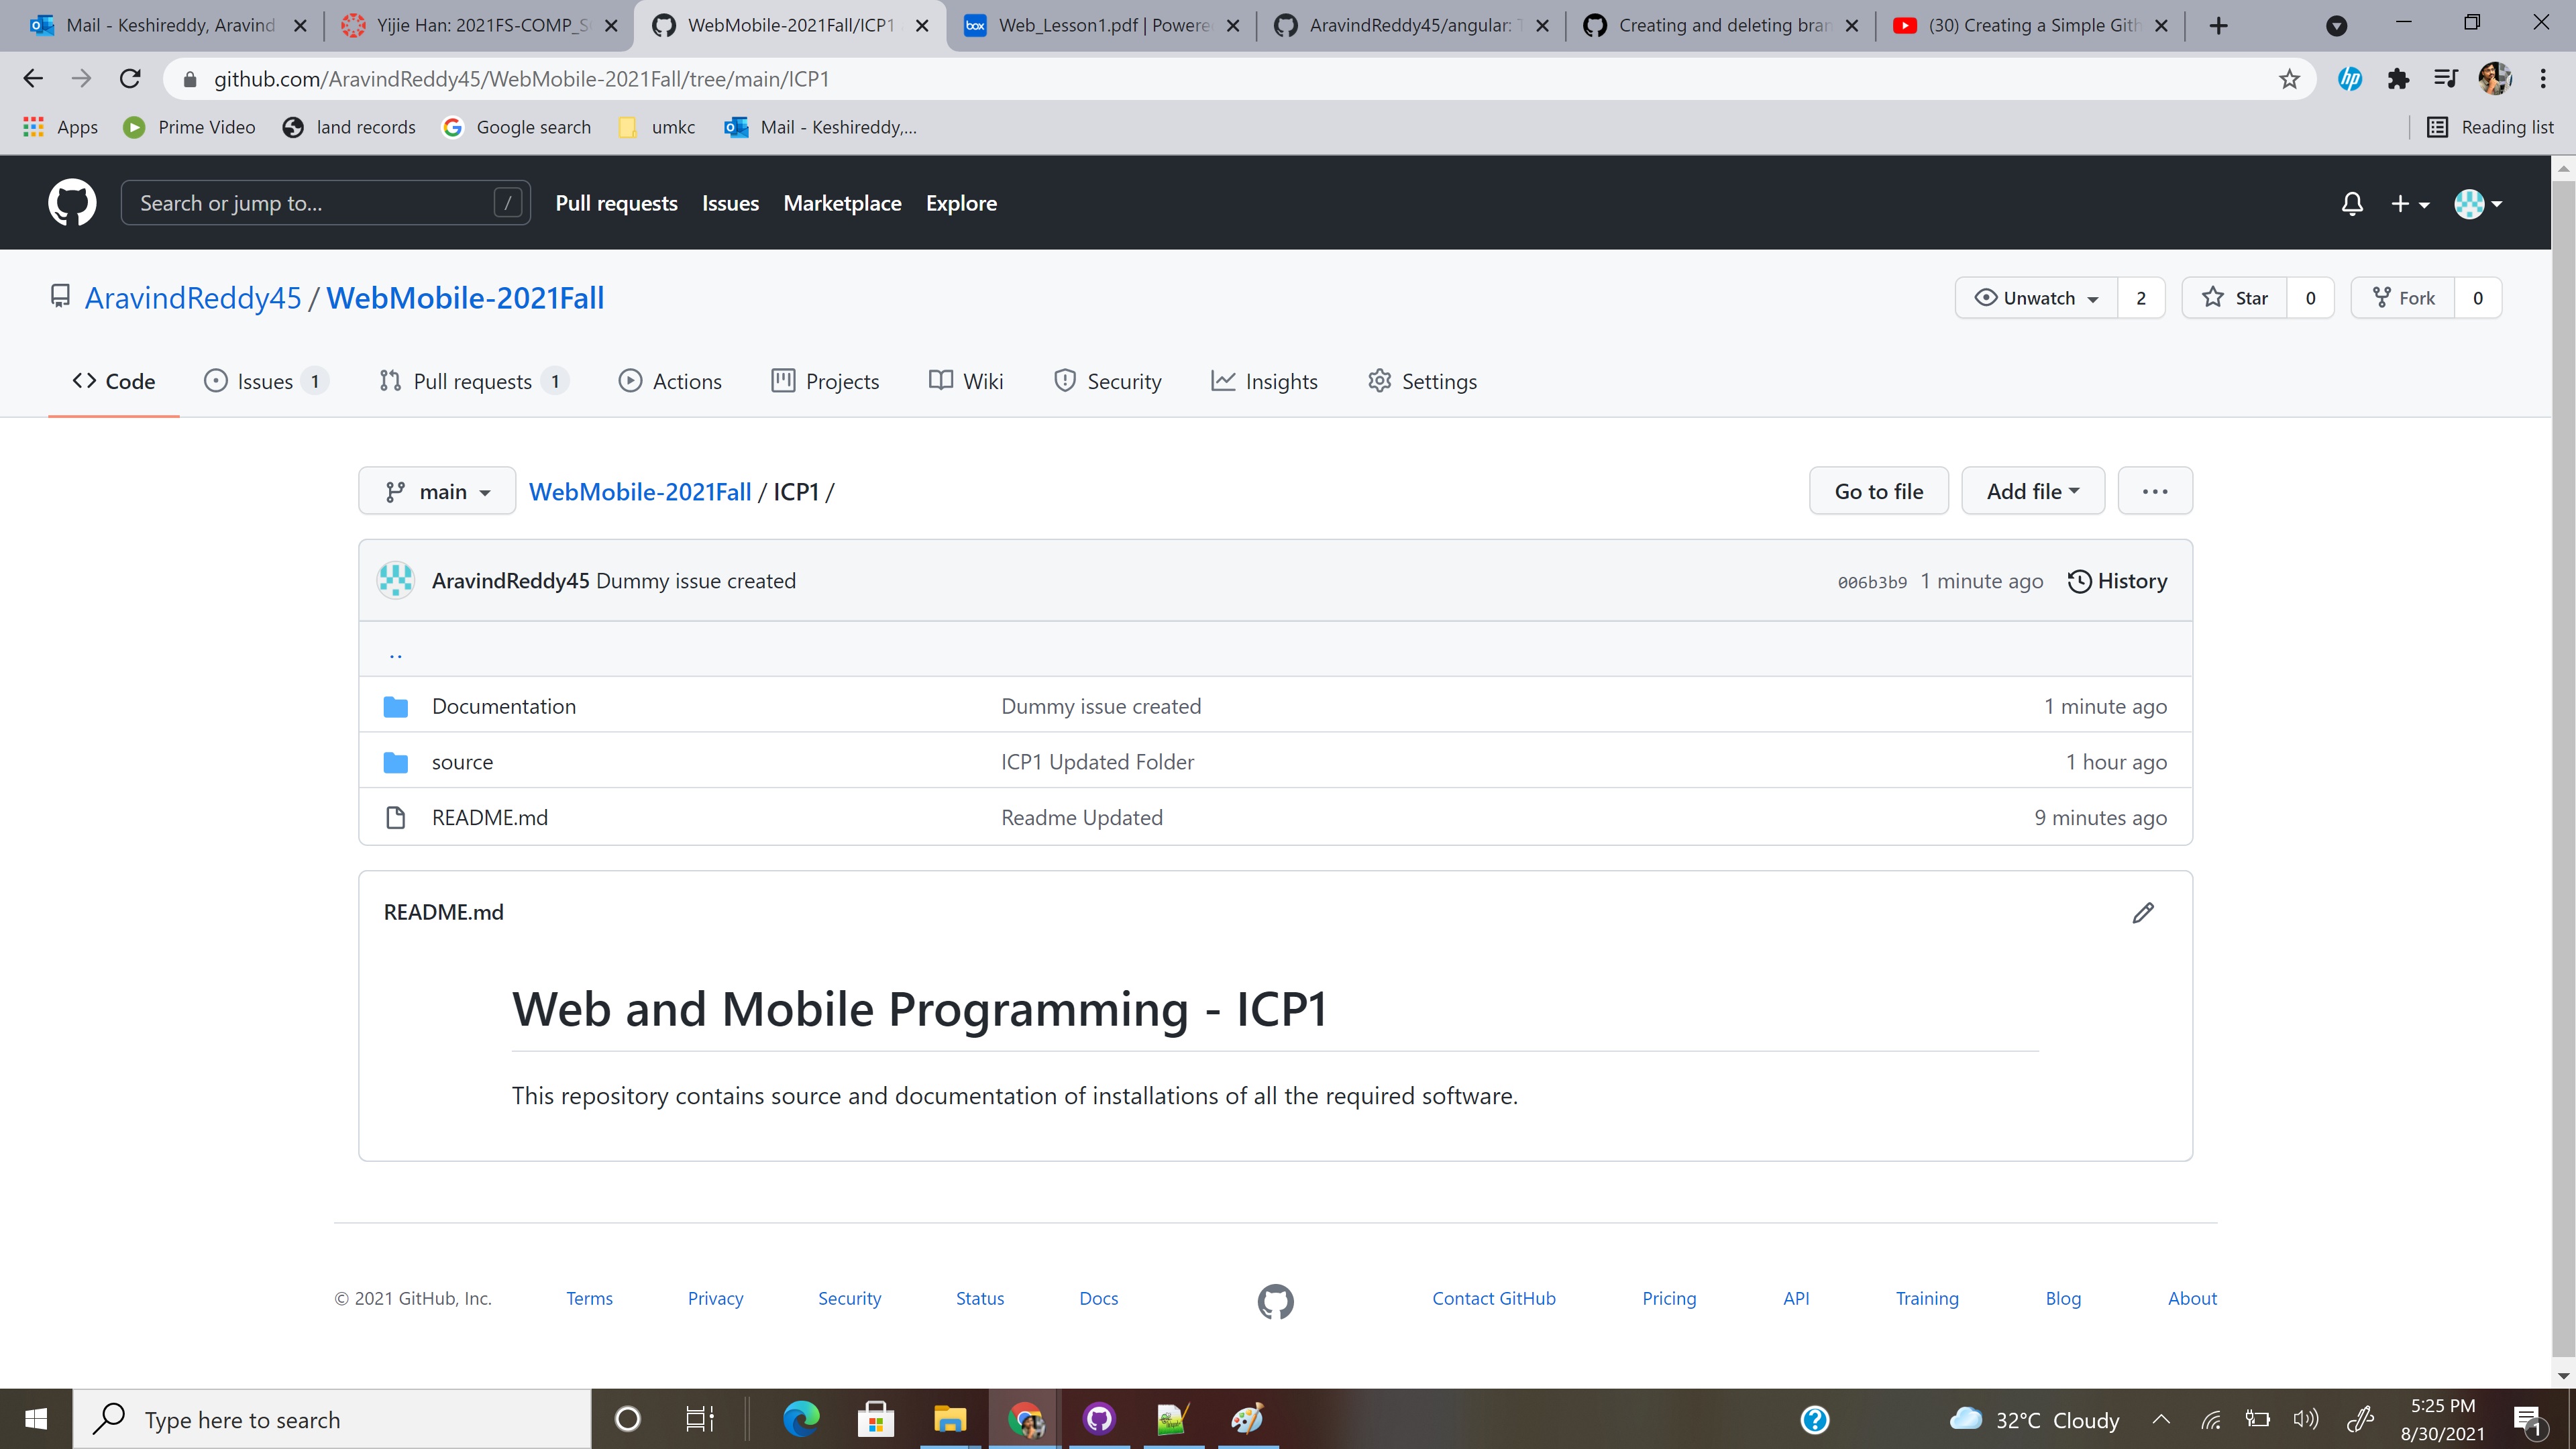 Mail - Keshireddy, Aravind
Yijie Han: 2021FS-COMP_S
WebMobile-2021Fall/ICP1
box
Web_Lesson1.pdf | Powere
AravindReddy45/angular: T
Creating and deleting bran
(30) Creating a Simple Gith
github.com/AravindReddy45/WebMobile-2021Fall/tree/main/ICP1
hp
Apps
Prime Video
land records
Google search
umkc
Mail - Keshireddy,...
Reading list
Search or jump to...
/
Pull requests
Issues
Marketplace
Explore
AravindReddy45 / WebMobile-2021Fall
Unwatch 2
Star 0
Fork 0
Code
Issues 1
Pull requests 1
Actions
Projects
Wiki
Security
Insights
Settings
main
WebMobile-2021Fall / ICP1 /
Go to file
Add file
AravindReddy45 Dummy issue created
006b3b9 1 minute ago
History
..
Documentation Dummy issue created 1 minute ago
source ICP1 Updated Folder 1 hour ago
README.md Readme Updated 9 minutes ago
README.md
Web and Mobile Programming - ICP1
This repository contains source and documentation of installations of all the required software.
© 2021 GitHub, Inc.
Terms
Privacy
Security
Status
Docs
Contact GitHub
Pricing
API
Training
Blog
About
Type here to search
32°C Cloudy
5:25 PM
8/30/2021
1